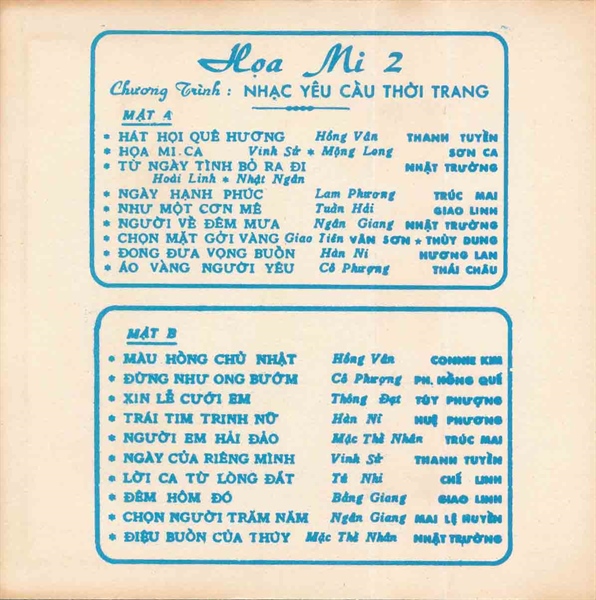 Họa Mi 2
Chương Trình : NHẠC YÊU CẦU THỜI TRANG
MẶT A
* HÁT HỘI QUÊ HƯƠNG Hồng Vân THANH TUYỀN
* HỌA MI CA Vinh Sử * Mộng Long SƠN CA
* TỪ NGÀY TÌNH BỎ RA ĐI NHẬT TRƯỜNG
Hoài Linh * Nhật Ngân
* NGÀY HẠNH PHÚC Lam Phương TRÚC MAI
* NHƯ MỘT CƠN MÊ Tuấn Hải GIAO LINH
* NGƯỜI VỀ ĐÊM MƯA Ngân Giang NHẬT TRƯỜNG
* CHỌN MẶT GỞI VÀNG Giao Tiên VÂN SƠN * THÙY DUNG
* ĐONG ĐƯA VỌNG BUỒN Hàn Ni HƯƠNG LAN
* ÁO VÀNG NGƯỜI YÊU Cô Phượng THÁI CHÂU
MẶT B
* MÀU HỒNG CHỦ NHẬT Hồng Vân CONNIE KIM
* ĐỪNG NHƯ ONG BƯỚM Cô Phượng PH. HỒNG QUẾ
* XIN LỄ CƯỚI EM Thông Đạt TÚY PHƯỢNG
* TRÁI TIM TRINH NỮ Hàn Ni HUỆ PHƯƠNG
* NGƯỜI EM HẢI ĐẢO Mặc Thế Nhân TRÚC MAI
* NGÀY CỦA RIÊNG MÌNH Vinh Sử THANH TUYỀN
* LỜI CA TỪ LÒNG ĐẤT Tú Nhi CHẾ LINH
* ĐÊM HÔM ĐÓ Bằng Giang GIAO LINH
* CHỌN NGƯỜI TRĂM NĂM Ngân Giang MAI LỆ HUYỀN
* ĐIỆU BUỒN CỦA THÚY Mặc Thế Nhân NHẬT TRƯỜNG